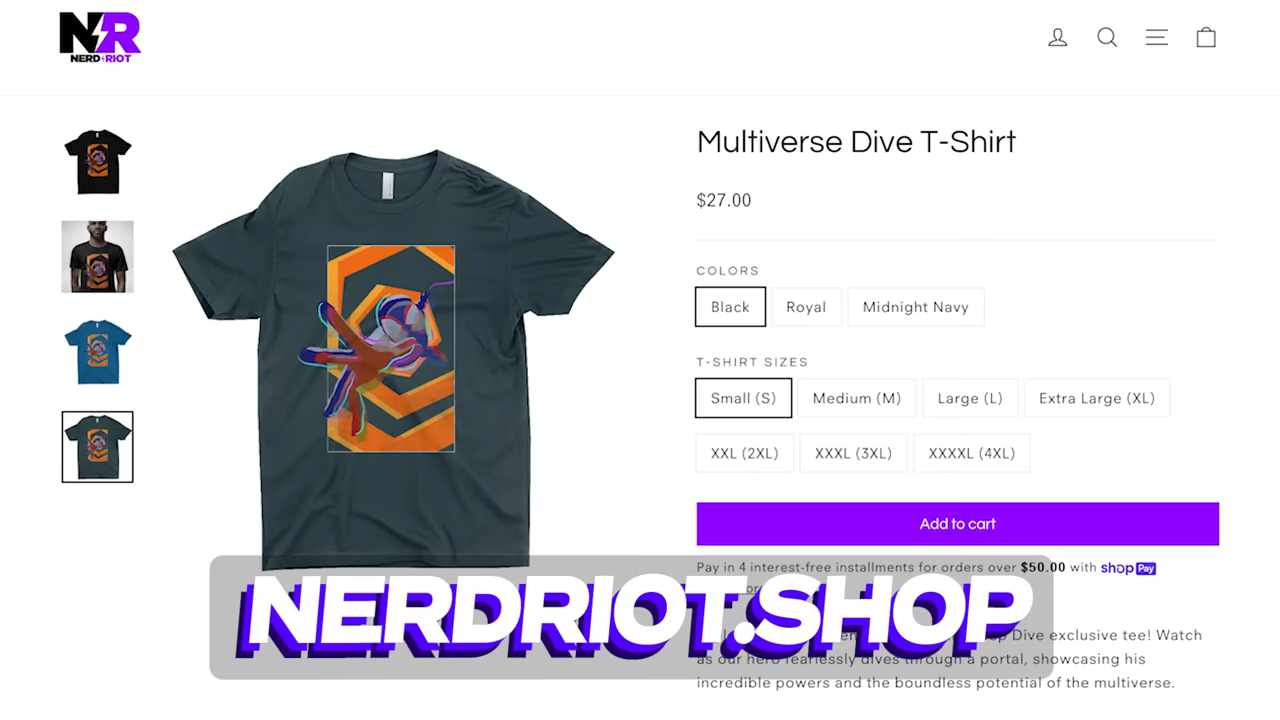 NR
NERD RIOT
Multiverse Dive T-Shirt
$27.00
COLORS
Black
Royal
Midnight Navy
T-SHIRT SIZES
Small (S)
Medium (M)
Large (L)
Extra Large (XL)
XXL (2XL)
XXXL (3XL)
XXXXL (4XL)
Add to cart
Pay in 4 interest-free installments for orders over $50.00 with shop Pay
NERDRIOT.SHOP
Dive exclusive tee! Watch
as our hero fearlessly dives through a portal, showcasing his
incredible powers and the boundless potential of the multiverse.